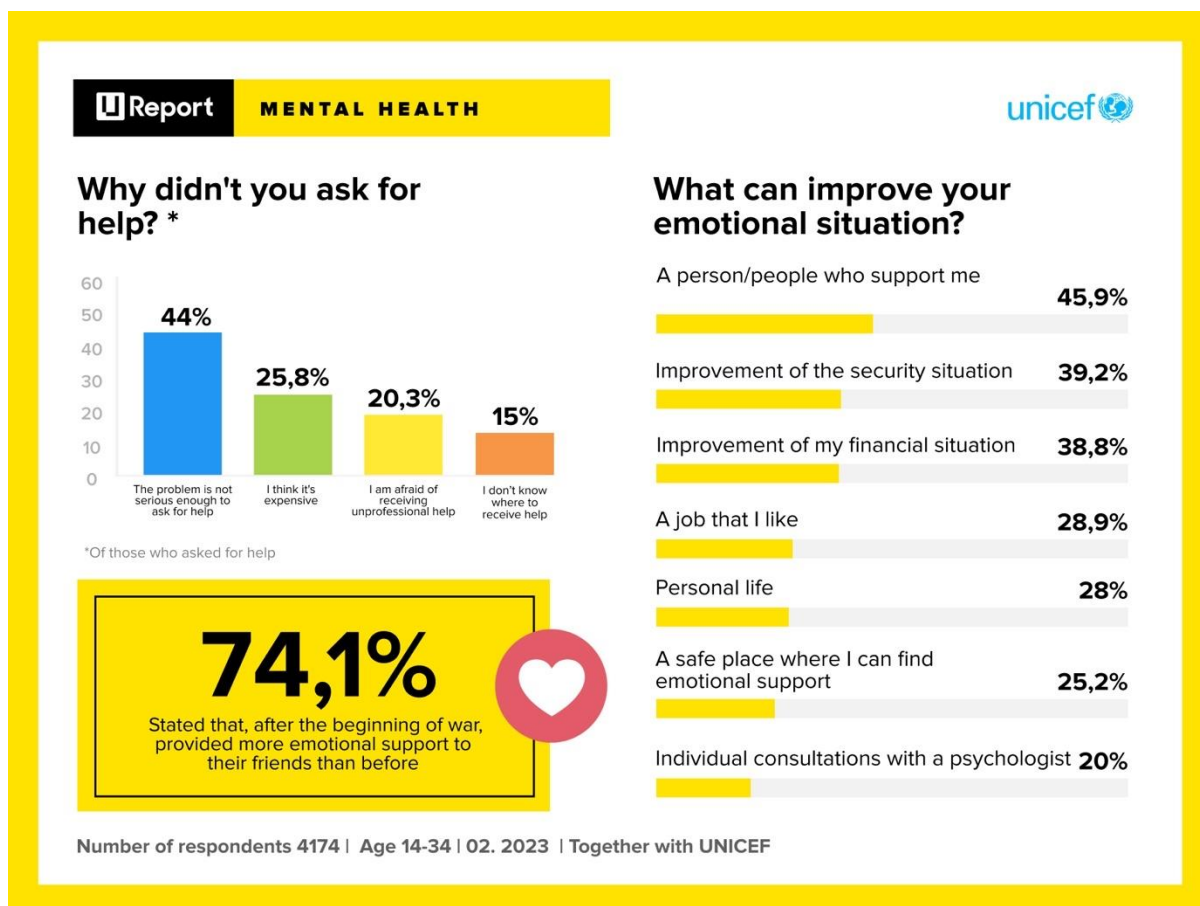 U Report
MENTAL HEALTH
unicef
Why didn't you ask for
help? *
60
50
40
30
20
10
0
44%
25,8%
20,3%
15%
The problem is not
serious enough to
ask for help
I think it's
expensive
I am afraid of
receiving
unprofessional help
I don't know
where to
receive help
*Of those who asked for help
74,1%
Stated that, after the beginning of war,
provided more emotional support to
their friends than before
What can improve your
emotional situation?
A person/people who support me
45,9%
Improvement of the security situation 39,2%
Improvement of my financial situation 38,8%
A job that I like 28,9%
Personal life 28%
A safe place where I can find
emotional support 25,2%
Individual consultations with a psychologist 20%
Number of respondents 4174 | Age 14-34 | 02. 2023 | Together with UNICEF